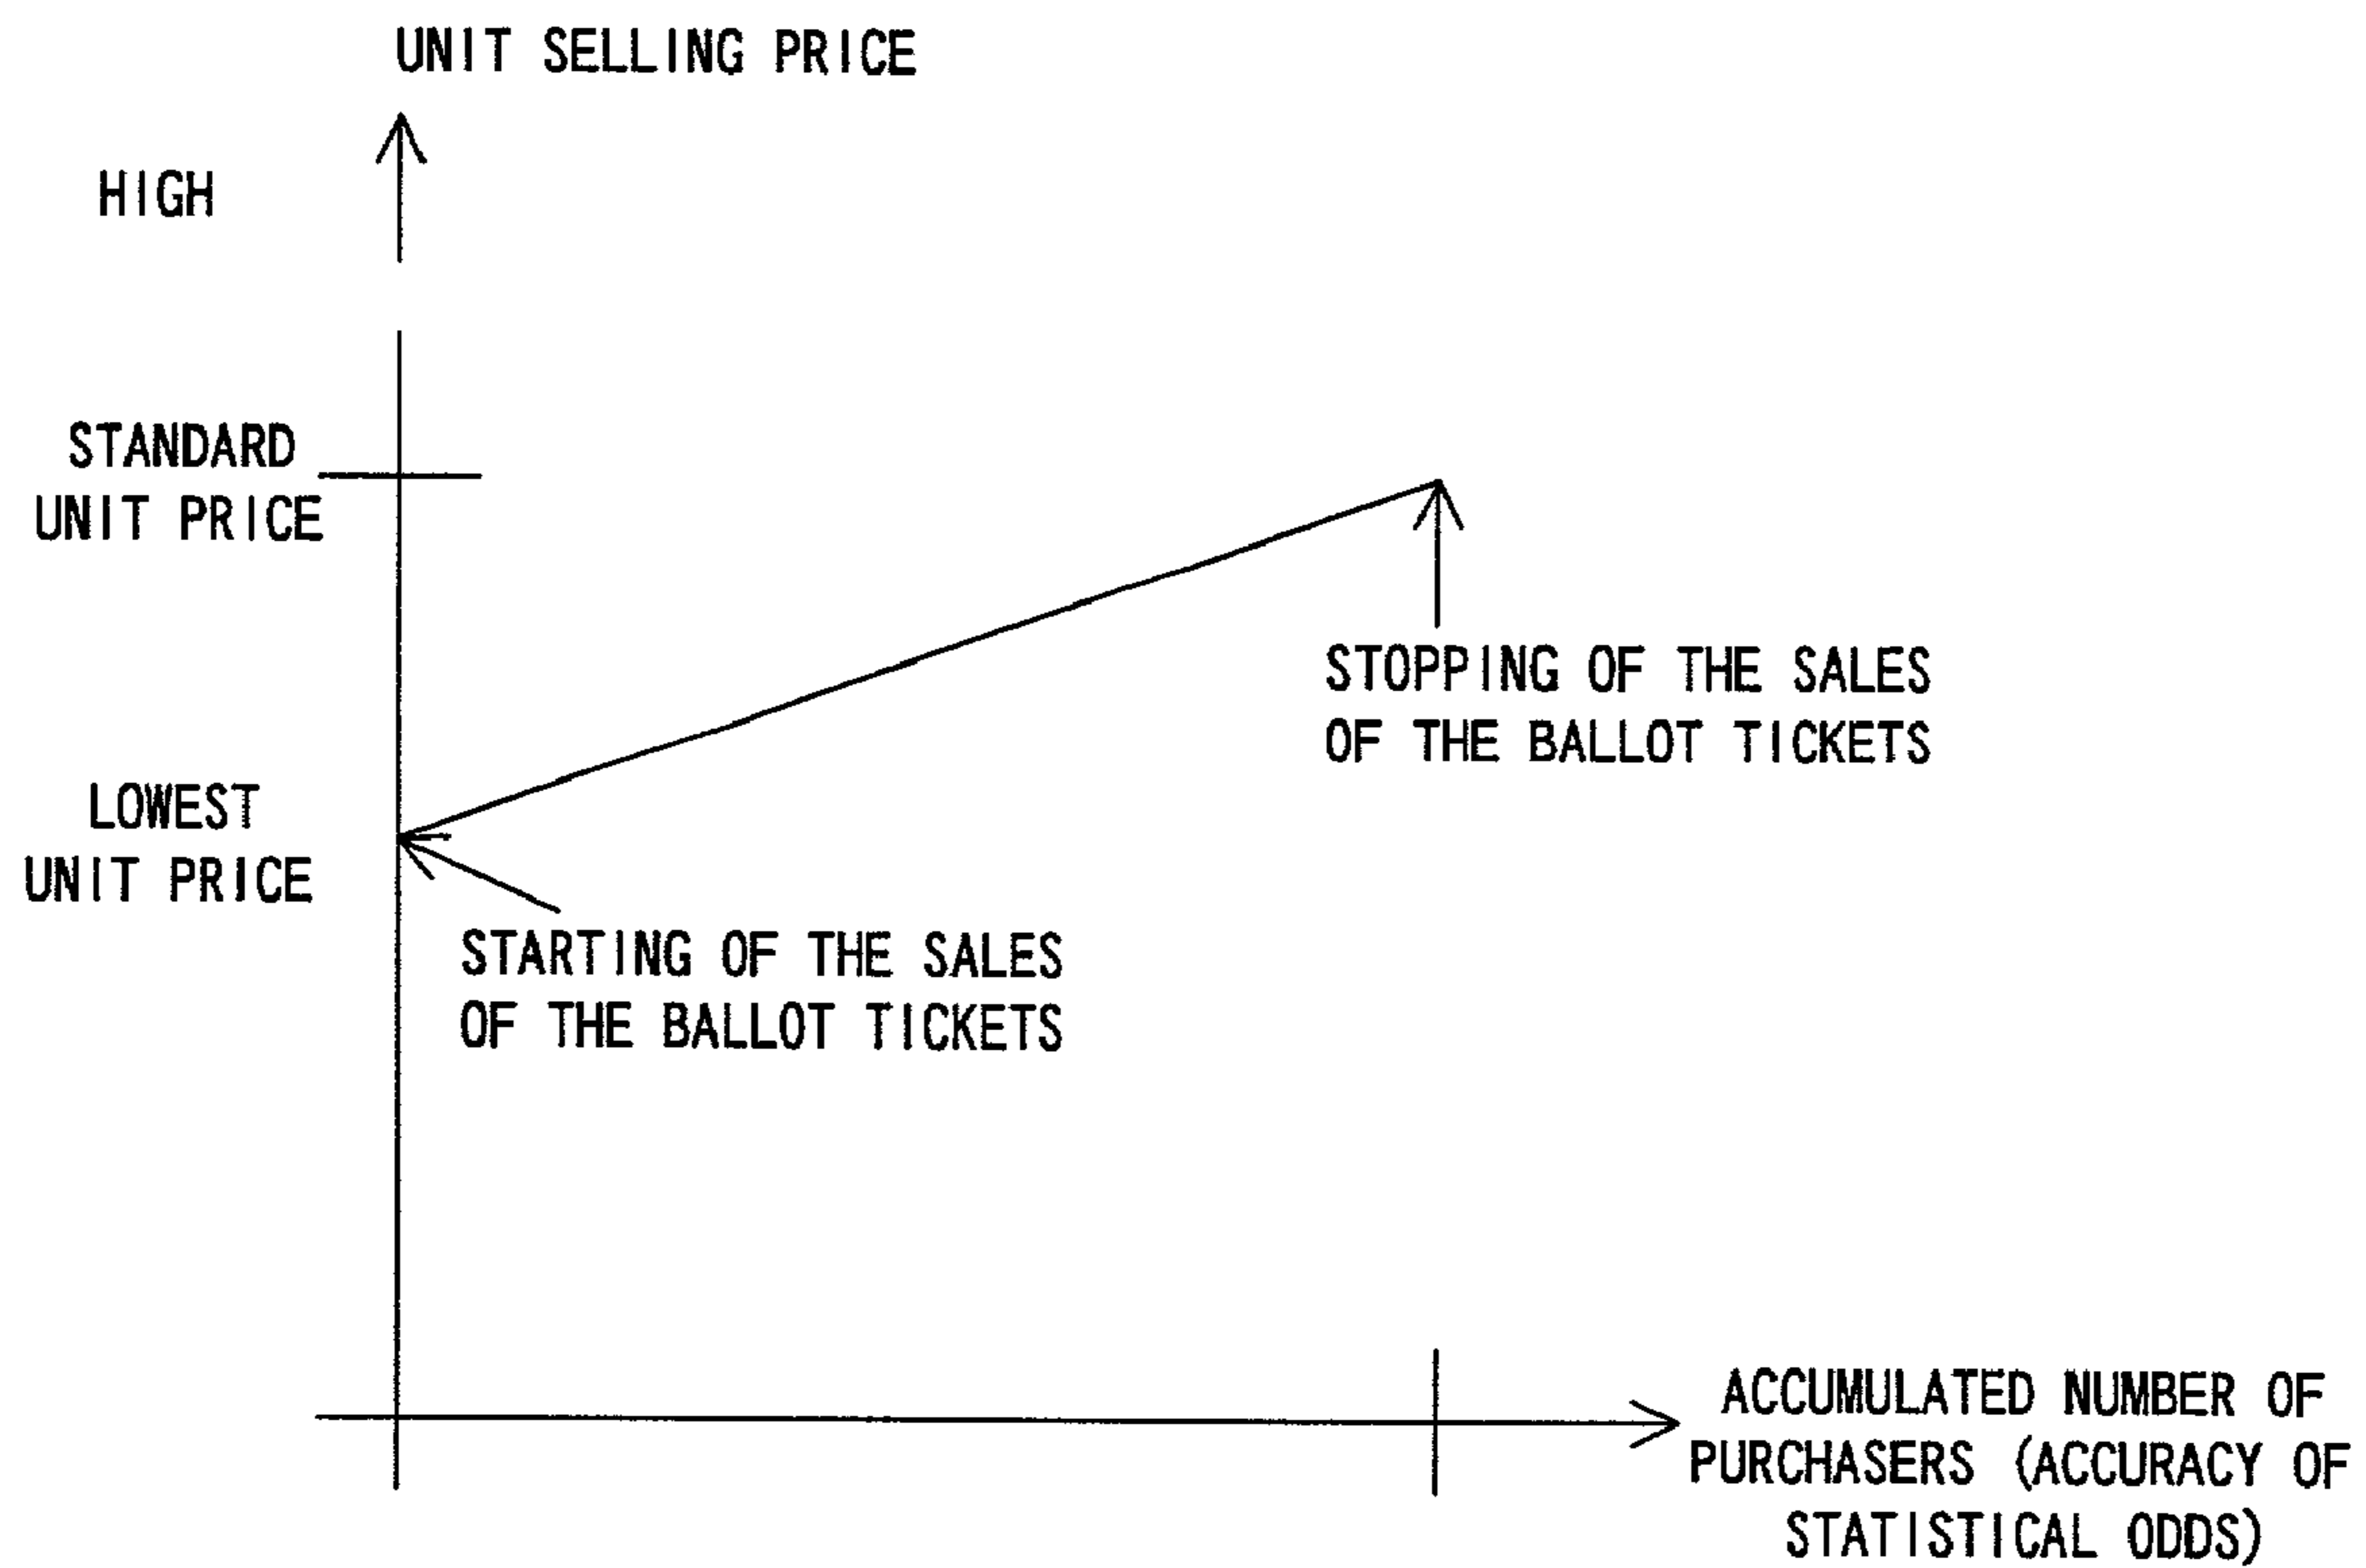 UNIT SELLING PRICE
HIGH
STANDARD
UNIT PRICE
STOPPING OF THE SALES
OF THE BALLOT TICKETS
LOWEST
UNIT PRICE
STARTING OF THE SALES
OF THE BALLOT TICKETS
ACCUMULATED NUMBER OF
PURCHASERS (ACCURACY OF
STATISTICAL ODDS)